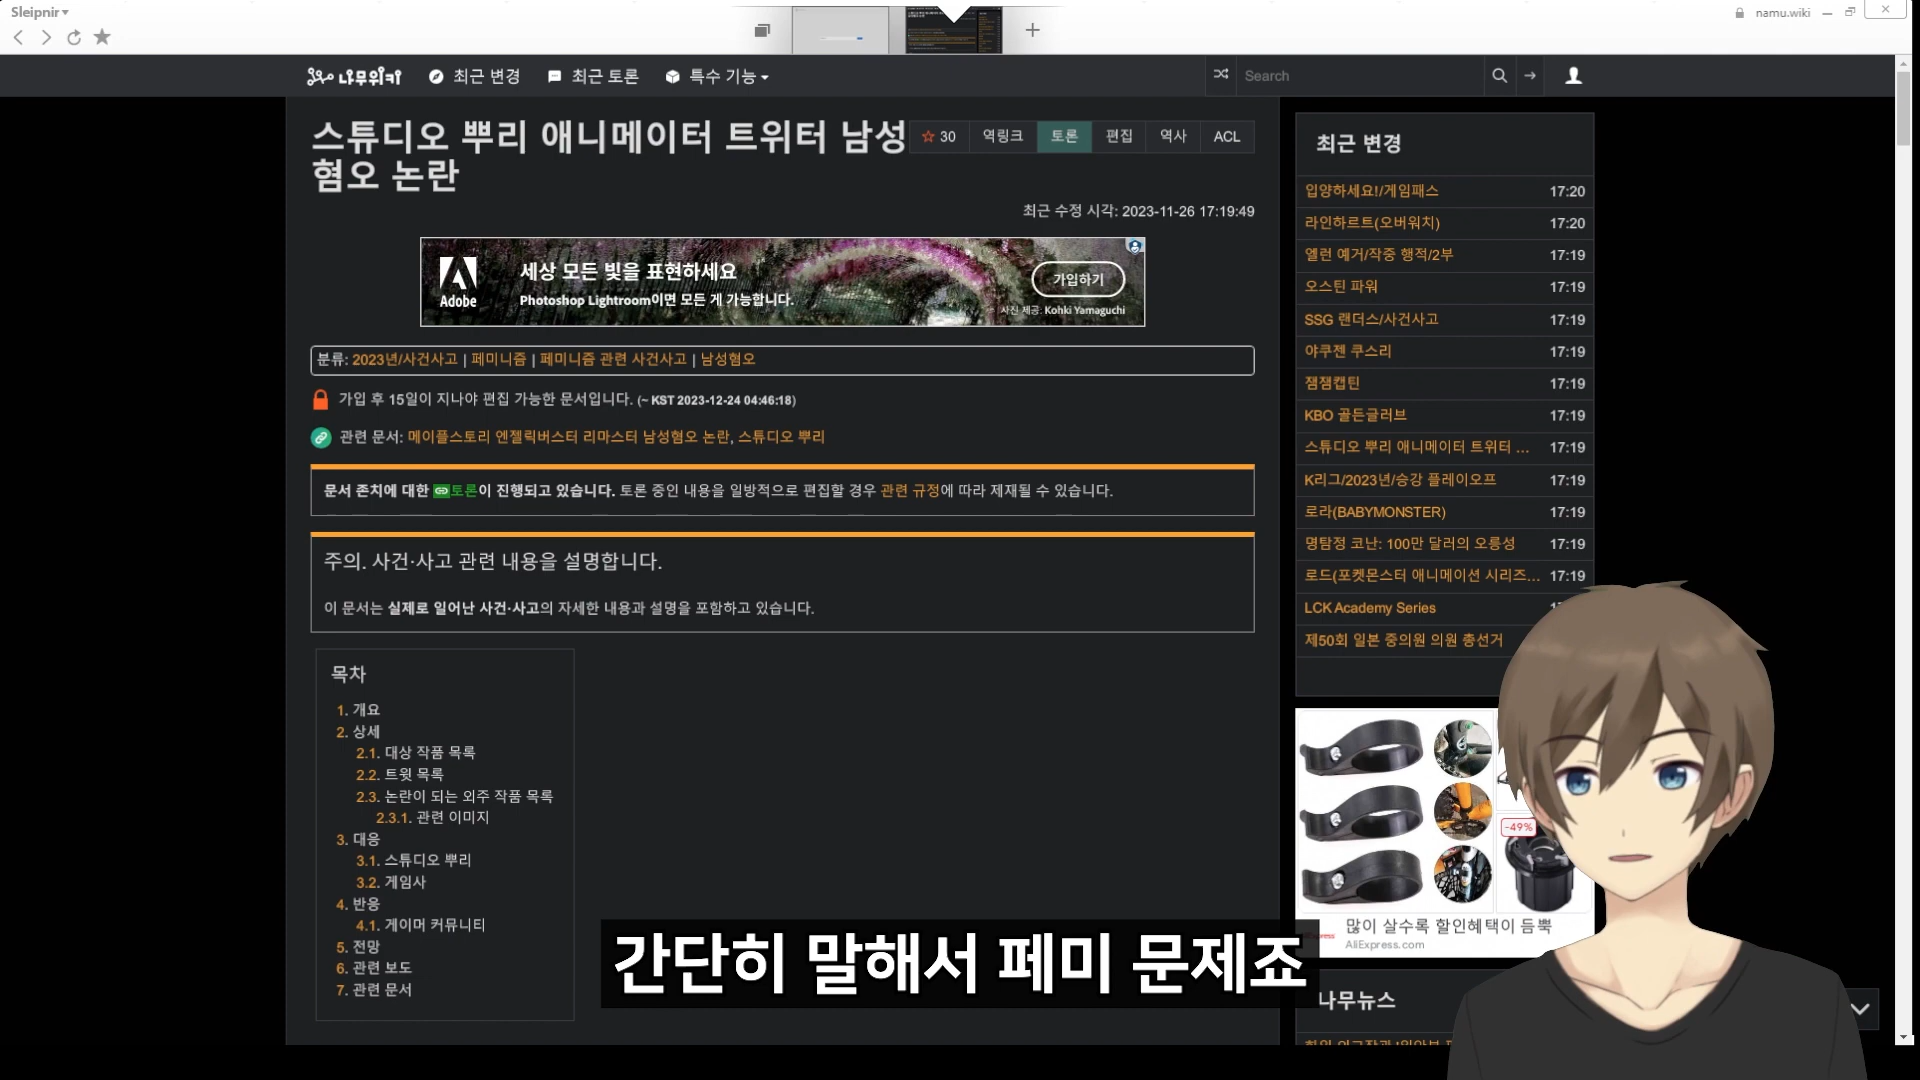 Sleipnir
namu.wiki
나무위키
최근 변경
최근 토론
특수 기능
Search
스튜디오 뿌리 애니메이터 트위터 남성
혐오 논란
30
역링크
토론
편집
역사
ACL
최근 수정 시각: 2023-11-26 17:19:49
Adobe
세상 모든 빛을 표현하세요
Photoshop Lightroom이면 모든 게 가능합니다.
가입하기
사진 제공: Kohki Yamaguchi
분류: 2023년/사건사고 | 페미니즘 | 페미니즘 관련 사건사고 | 남성혐오
가입 후 15일이 지나야 편집 가능한 문서입니다. (~ KST 2023-12-24 04:46:18)
관련 문서: 메이플스토리 엔젤릭버스터 리마스터 남성혐오 논란, 스튜디오 뿌리
문서 존치에 대한 토론이 진행되고 있습니다. 토론 중인 내용을 일방적으로 편집할 경우 관련 규정에 따라 제재될 수 있습니다.
주의. 사건·사고 관련 내용을 설명합니다.
이 문서는 실제로 일어난 사건·사고의 자세한 내용과 설명을 포함하고 있습니다.
목차
1. 개요
2. 상세
2.1. 대상 작품 목록
2.2. 트윗 목록
2.3. 논란이 되는 외주 작품 목록
2.3.1. 관련 이미지
3. 대응
3.1. 스튜디오 뿌리
3.2. 게임사
4. 반응
4.1. 게이머 커뮤니티
5. 전망
6. 관련 보도
7. 관련 문서
최근 변경
입양하세요!/게임패스 17:20
라인하르트(오버워치) 17:20
엘런 예거/작중 행적/2부 17:19
오스틴 파워 17:19
SSG 랜더스/사건사고 17:19
야쿠젠 쿠스리 17:19
잼잼캡틴 17:19
KBO 골든글러브 17:19
스튜디오 뿌리 애니메이터 트위터 ... 17:19
K리그/2023년/승강 플레이오프 17:19
로라(BABYMONSTER) 17:19
명탐정 코난: 100만 달러의 오릉성 17:19
로드(포켓몬스터 애니메이션 시리즈... 17:19
LCK Academy Series
제50회 일본 중의원 의원 총선거
-49%
많이 살수록 할인혜택이 듬뿍
AliExpress.com
나무뉴스
간단히 말해서 페미 문제죠